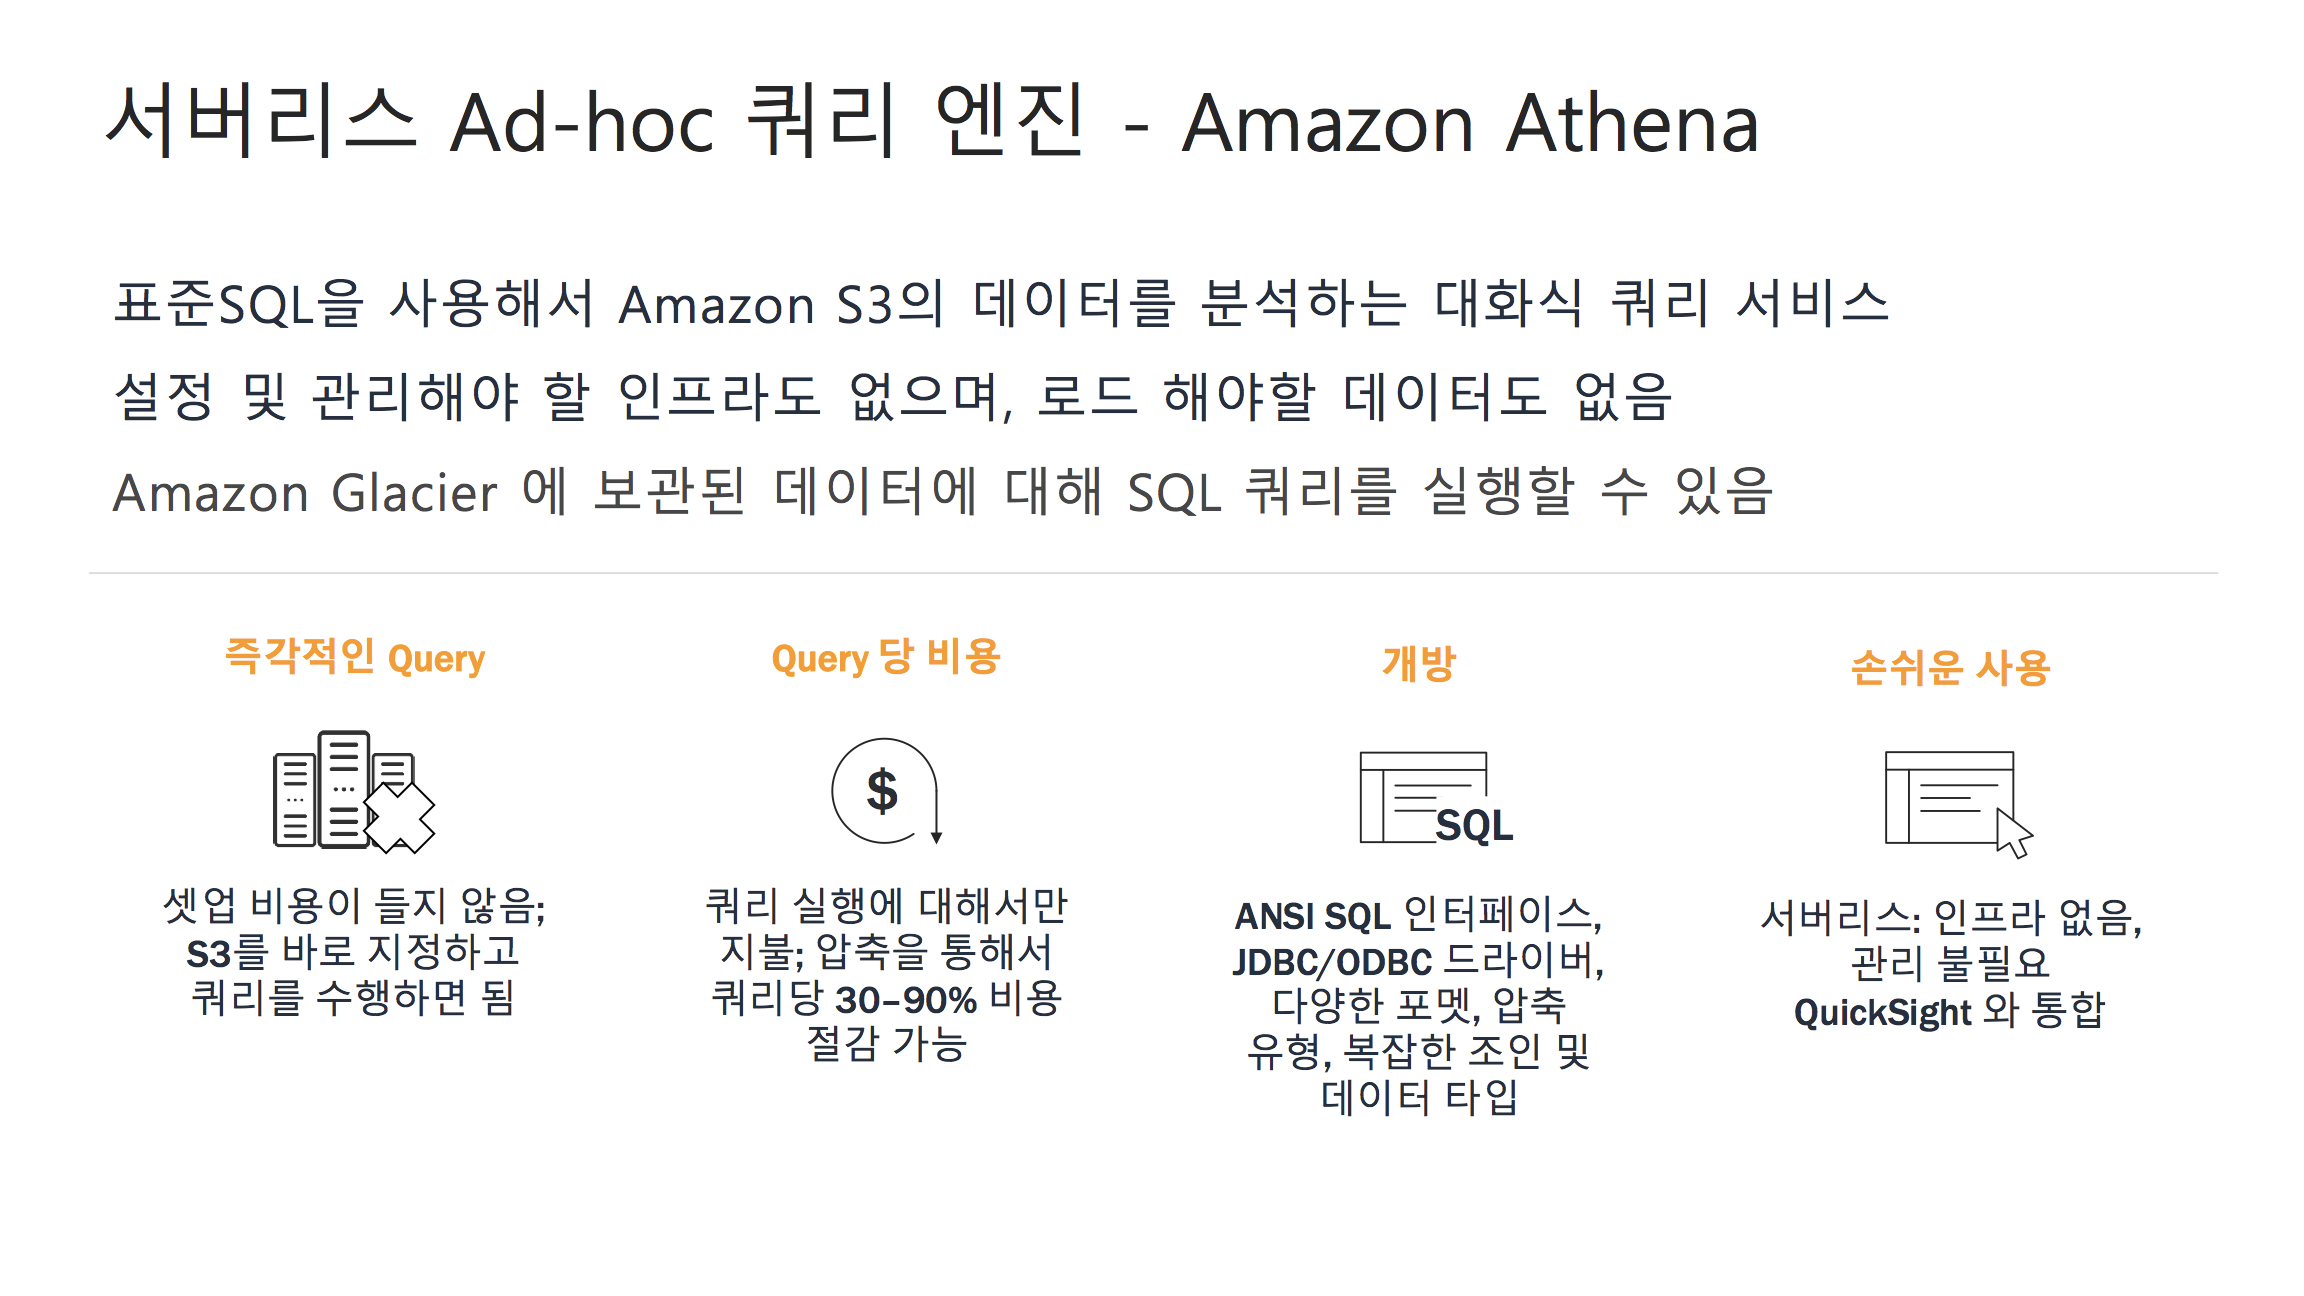 서버리스 Ad-hoc 쿼리 엔진 - Amazon Athena
표준SQL을 사용해서 Amazon S3의 데이터를 분석하는 대화식 쿼리 서비스
설정 및 관리해야 할 인프라도 없으며, 로드 해야할 데이터도 없음
Amazon Glacier 에 보관된 데이터에 대해 SQL 쿼리를 실행할 수 있음
즉각적인 Query
셋업 비용이 들지 않음;
S3를 바로 지정하고
쿼리를 수행하면 됨
Query 당 비용
$
쿼리 실행에 대해서만
지불; 압축을 통해서
쿼리당 30–90% 비용
절감 가능
개방
SQL
ANSI SQL 인터페이스,
JDBC/ODBC 드라이버,
다양한 포멧, 압축
유형, 복잡한 조인 및
데이터 타입
손쉬운 사용
서버리스: 인프라 없음,
관리 불필요
QuickSight 와 통합